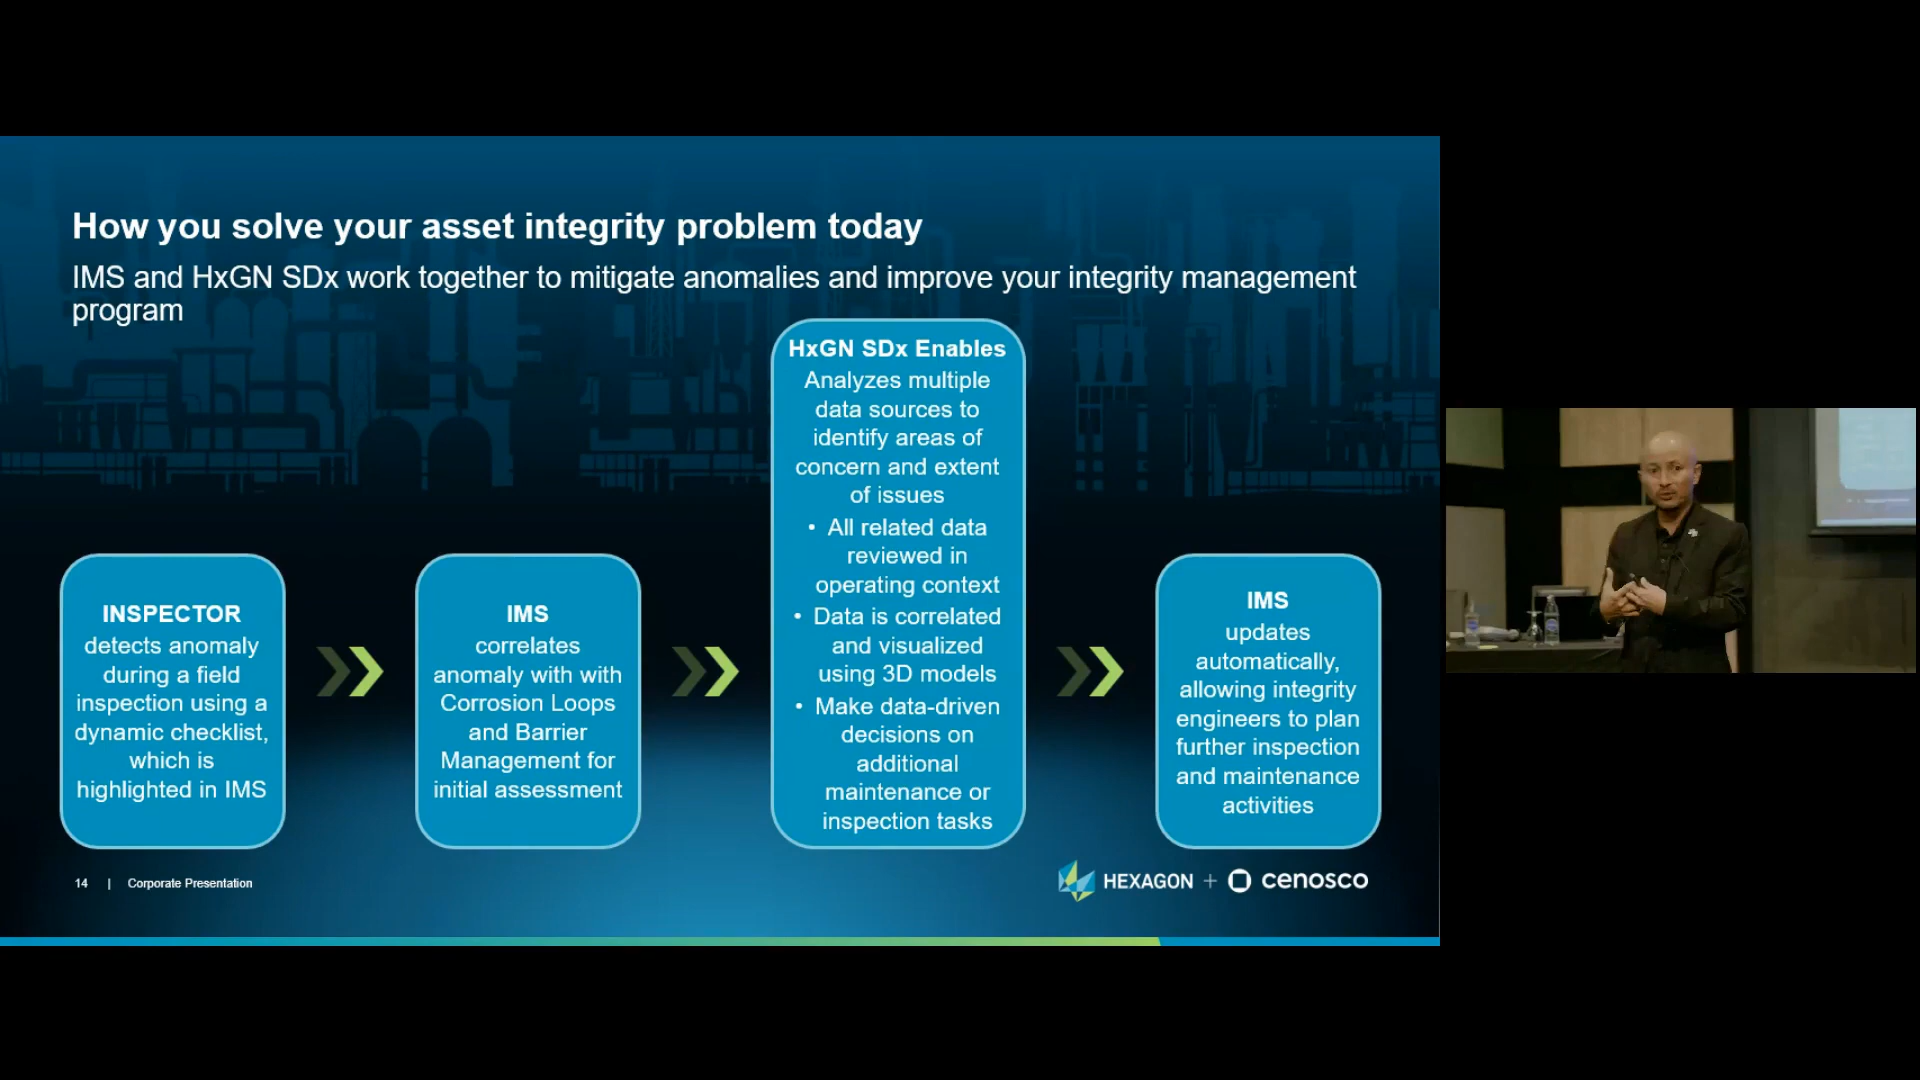 How you solve your asset integrity problem today
IMS and HxGN SDx work together to mitigate anomalies and improve your integrity management
program
INSPECTOR
detects anomaly
during a field
inspection using a
dynamic checklist,
which is
highlighted in IMS
IMS
correlates
anomaly with with
Corrosion Loops
and Barrier
Management for
initial assessment
HxGN SDx Enables
Analyzes multiple
data sources to
identify areas of
concern and extent
of issues
• All related data
reviewed in
operating context
• Data is correlated
and visualized
using 3D models
• Make data-driven
decisions on
additional
maintenance or
inspection tasks
IMS
updates
automatically,
allowing integrity
engineers to plan
further inspection
and maintenance
activities
14 | Corporate Presentation
HEXAGON + cenosco